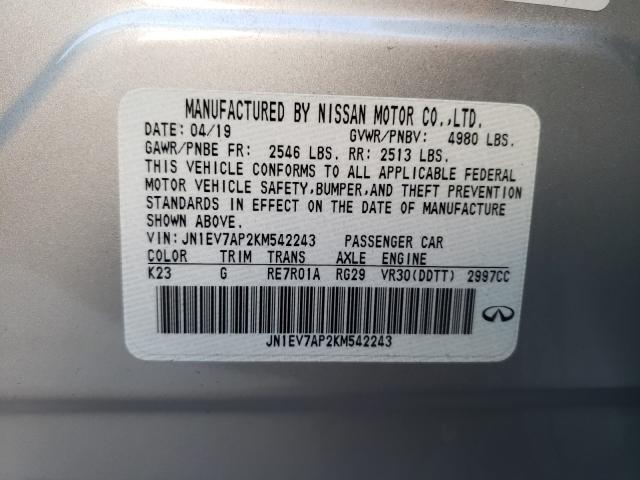 MANUFACTURED BY NISSAN MOTOR CO.,LTD.
DATE: 04/19 GVWR/PNBV: 4980 LBS.
GAWR/PNBE FR: 2546 LBS. RR: 2513 LBS.
THIS VEHICLE CONFORMS TO ALL APPLICABLE FEDERAL
MOTOR VEHICLE SAFETY,BUMPER,AND THEFT PREVENTION
STANDARDS IN EFFECT ON THE DATE OF MANUFACTURE
SHOWN ABOVE.
VIN:JN1EV7AP2KM542243 PASSENGER CAR
COLOR TRIM TRANS AXLE ENGINE
K23 G RE7R01A RG29 VR30(DDTT) 2997CC
JN1EV7AP2KM542243